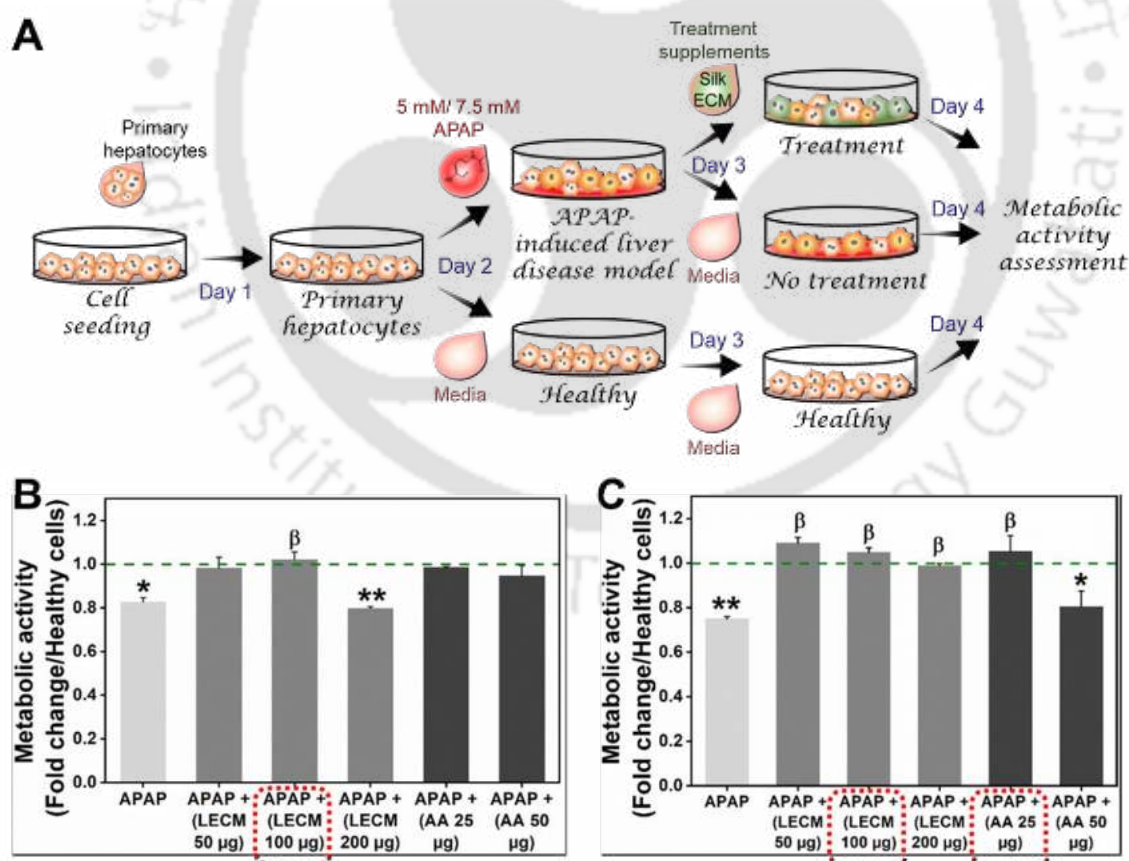 A
Primary
hepatocytes
Cell
seeding
Day 1
Primary
hepatocytes
5 mM/ 7.5 mM
APAP
Day 2
Media
APAP-
induced liver
disease model
Healthy
Treatment
supplements
Silk
ECM
Day 3
Media
Day 3
Media
Treatment
No treatment
Healthy
Day 4
Day 4
Day 4
Metabolic
activity
assessment
B
Metabolic activity
(Fold change/Healthy cells)
1.2
1.0
0.8
0.6
0.4
0.2
0.0
*
β
**
APAP
APAP +
(LECM
50 µg)
APAP +
(LECM
100 µg)
APAP +
(LECM
200 µg)
APAP +
(AA 25
µg)
APAP +
(AA 50
µg)
C
Metabolic activity
(Fold change/Healthy cells)
1.2
1.0
0.8
0.6
0.4
0.2
0.0
**
β
β
β
β
*
APAP
APAP +
(LECM
50 µg)
APAP +
(LECM
100 µg)
APAP +
(LECM
200 µg)
APAP +
(AA 25
µg)
APAP +
(AA 50
µg)